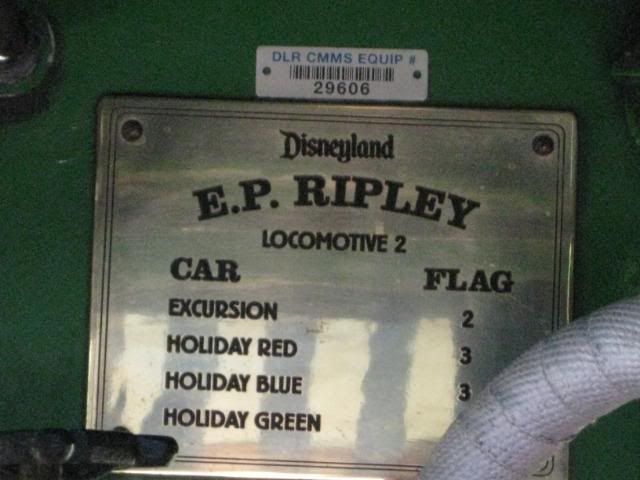 DLR CMMS EQUIP #
29606
Disneyland
E.P. RIPLEY
LOCOMOTIVE 2
CAR FLAG
EXCURSION 2
HOLIDAY RED 3
HOLIDAY BLUE 3
HOLIDAY GREEN